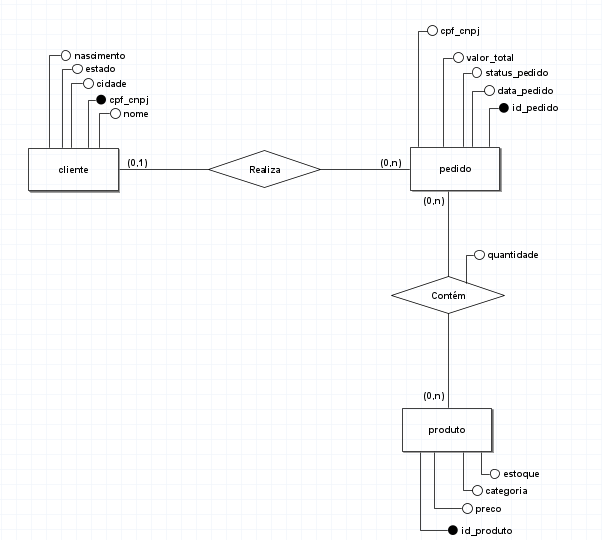 cpf_cnpj
nascimento
valor_total
estado
status_pedido
cidade
data_pedido
cpf_cnpj
id_pedido
nome
cliente
(0,1)
Realiza
(0,n)
pedido
(0,n)
quantidade
Contém
(0,n)
produto
estoque
categoria
preco
id_produto